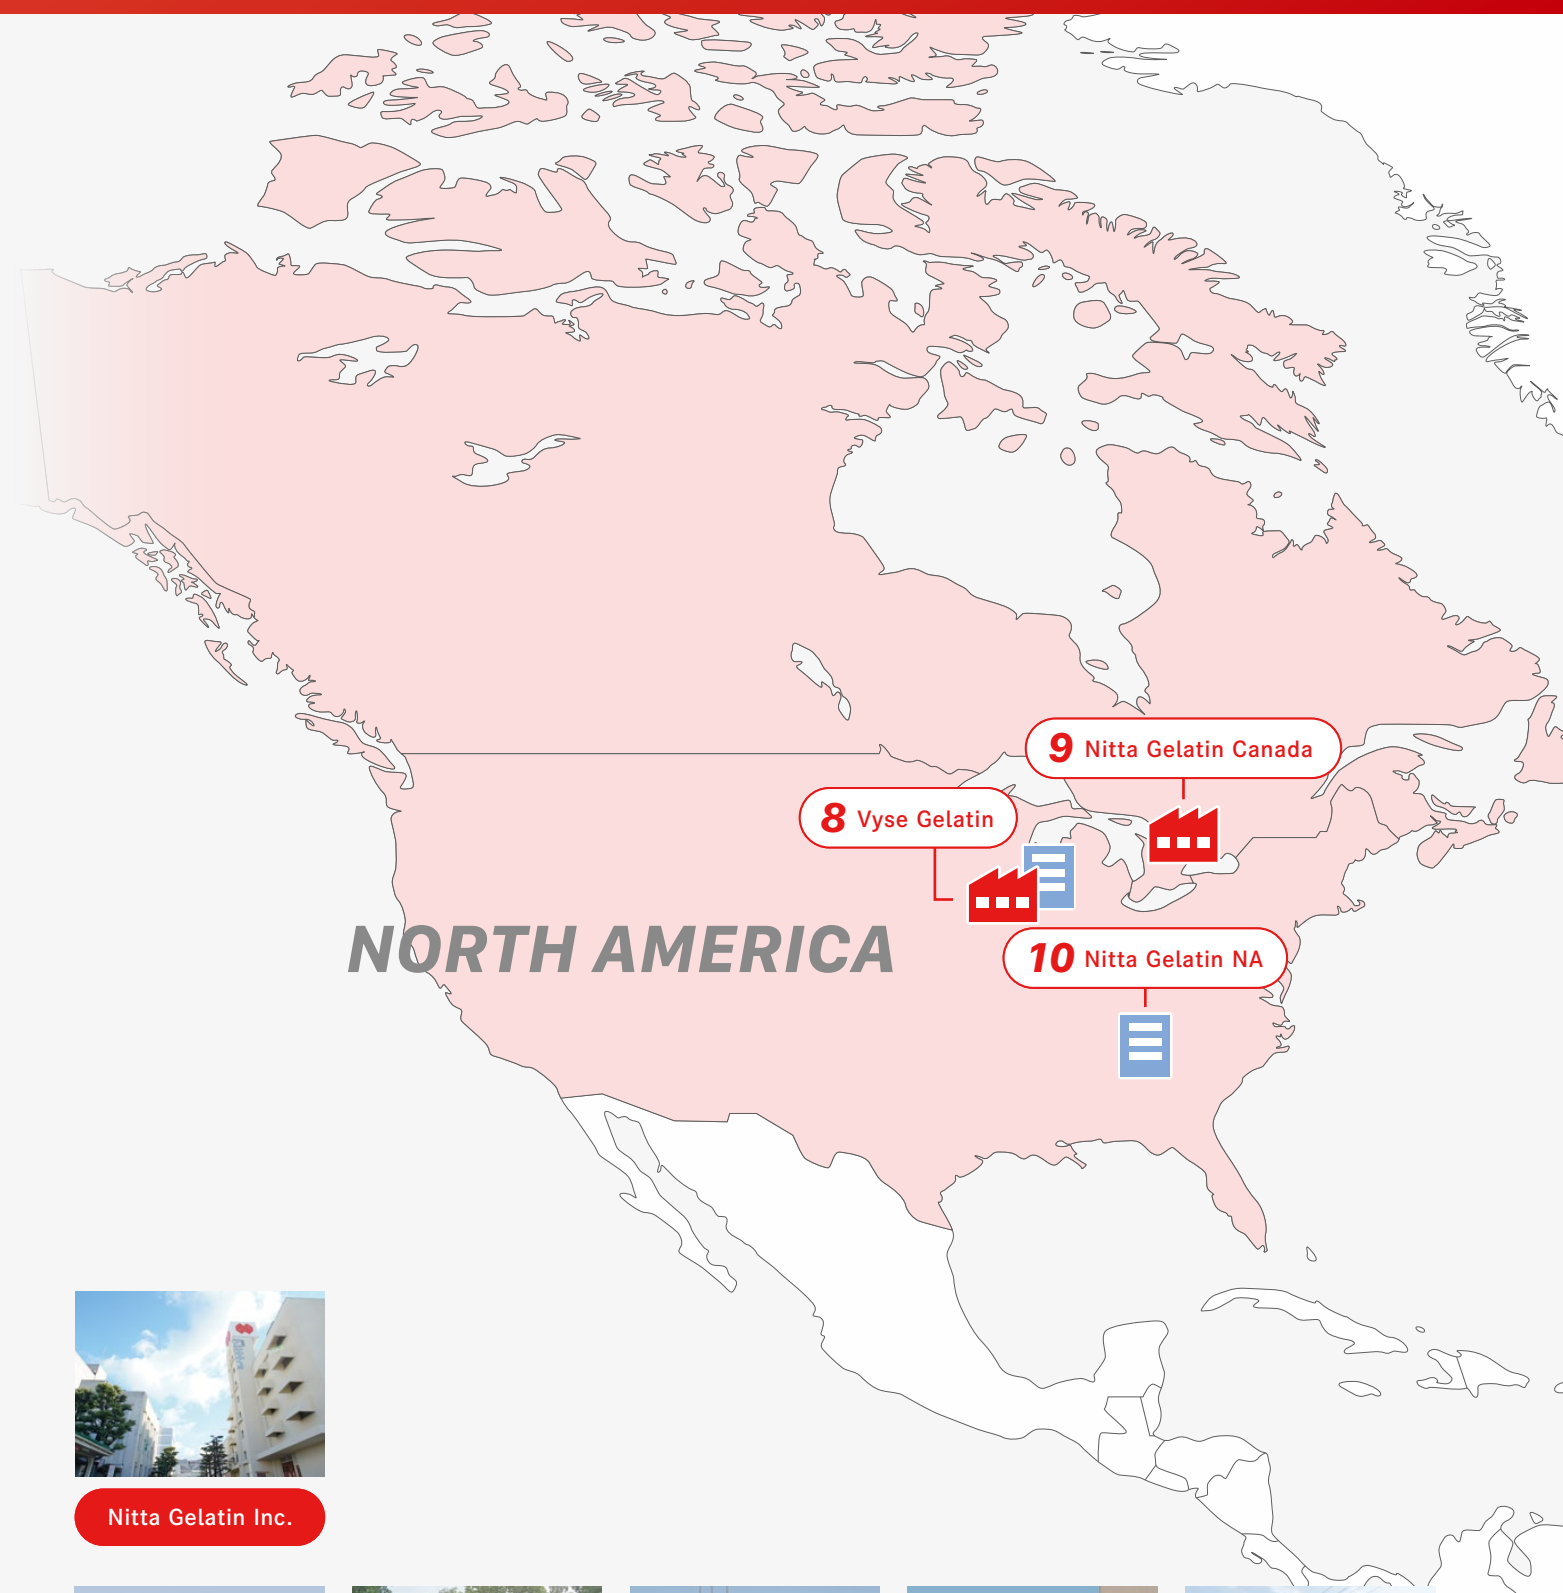 9 Nitta Gelatin Canada
8 Vyse Gelatin
NORTH AMERICA
10 Nitta Gelatin NA
Nitta Gelatin Inc.